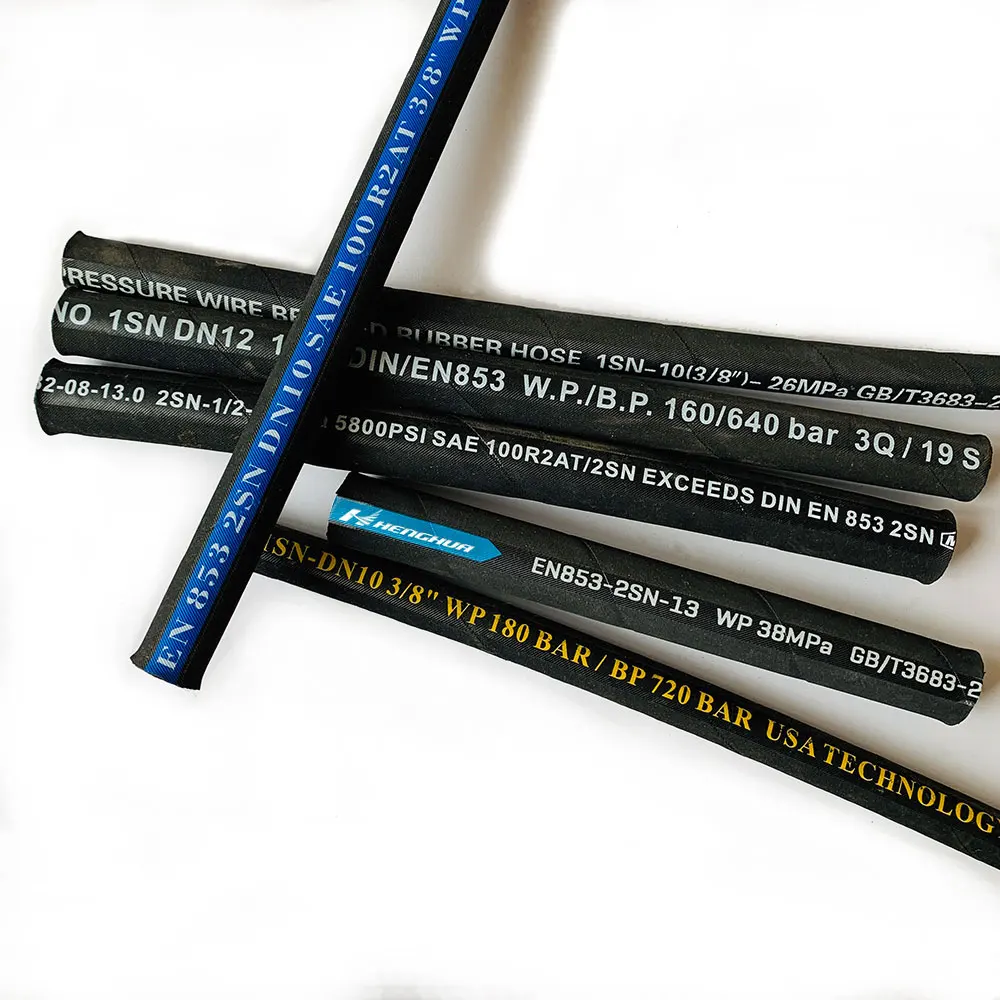 EN 853 2SN DN10 SAE 100 R2AT 3/8" WP
PRESSURE WIRE RUBBER HOSE 1SN-10(3/8")- 26MPa GB/T3683-2
NO 1SN DN12 DIN/EN853 W.P./B.P. 160/640 bar 3Q / 19 S
32-08-13.0 2SN-1/2- 5800PSI SAE 100R2AT/2SN EXCEEDS DIN EN 853 2SN
HENGHUA
EN853-2SN-13 WP 38MPa GB/T3683-2
1SN-DN10 3/8" WP 180 BAR / BP 720 BAR USA TECHNOLOGY